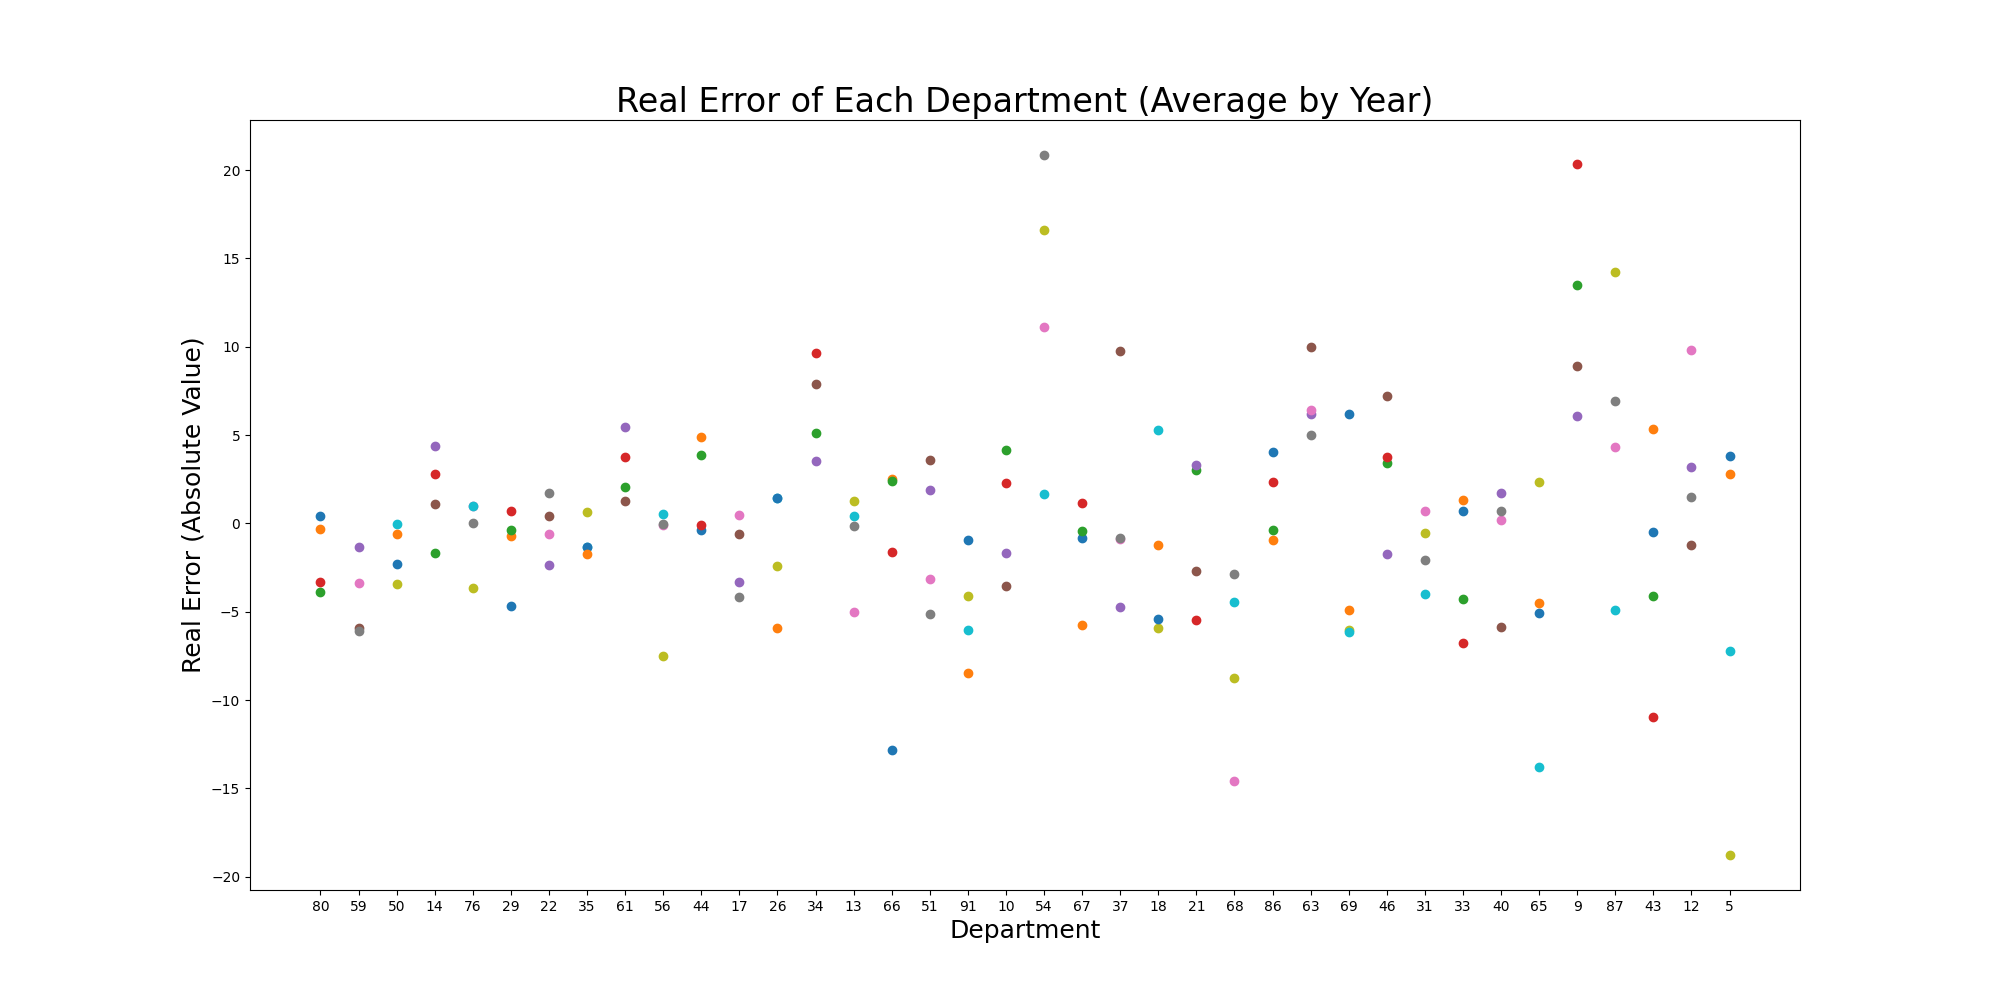 Real Error of Each Department (Average by Year)
Real Error (Absolute Value)
20
15
10
5
0
−5
−10
−15
−20
80 59 50 14 76 29 22 35 61 56 44 17 26 34 13 66 51 91 10 54 67 37 18 21 68 86 63 69 46 31 33 40 65 9 87 43 12 5
Department